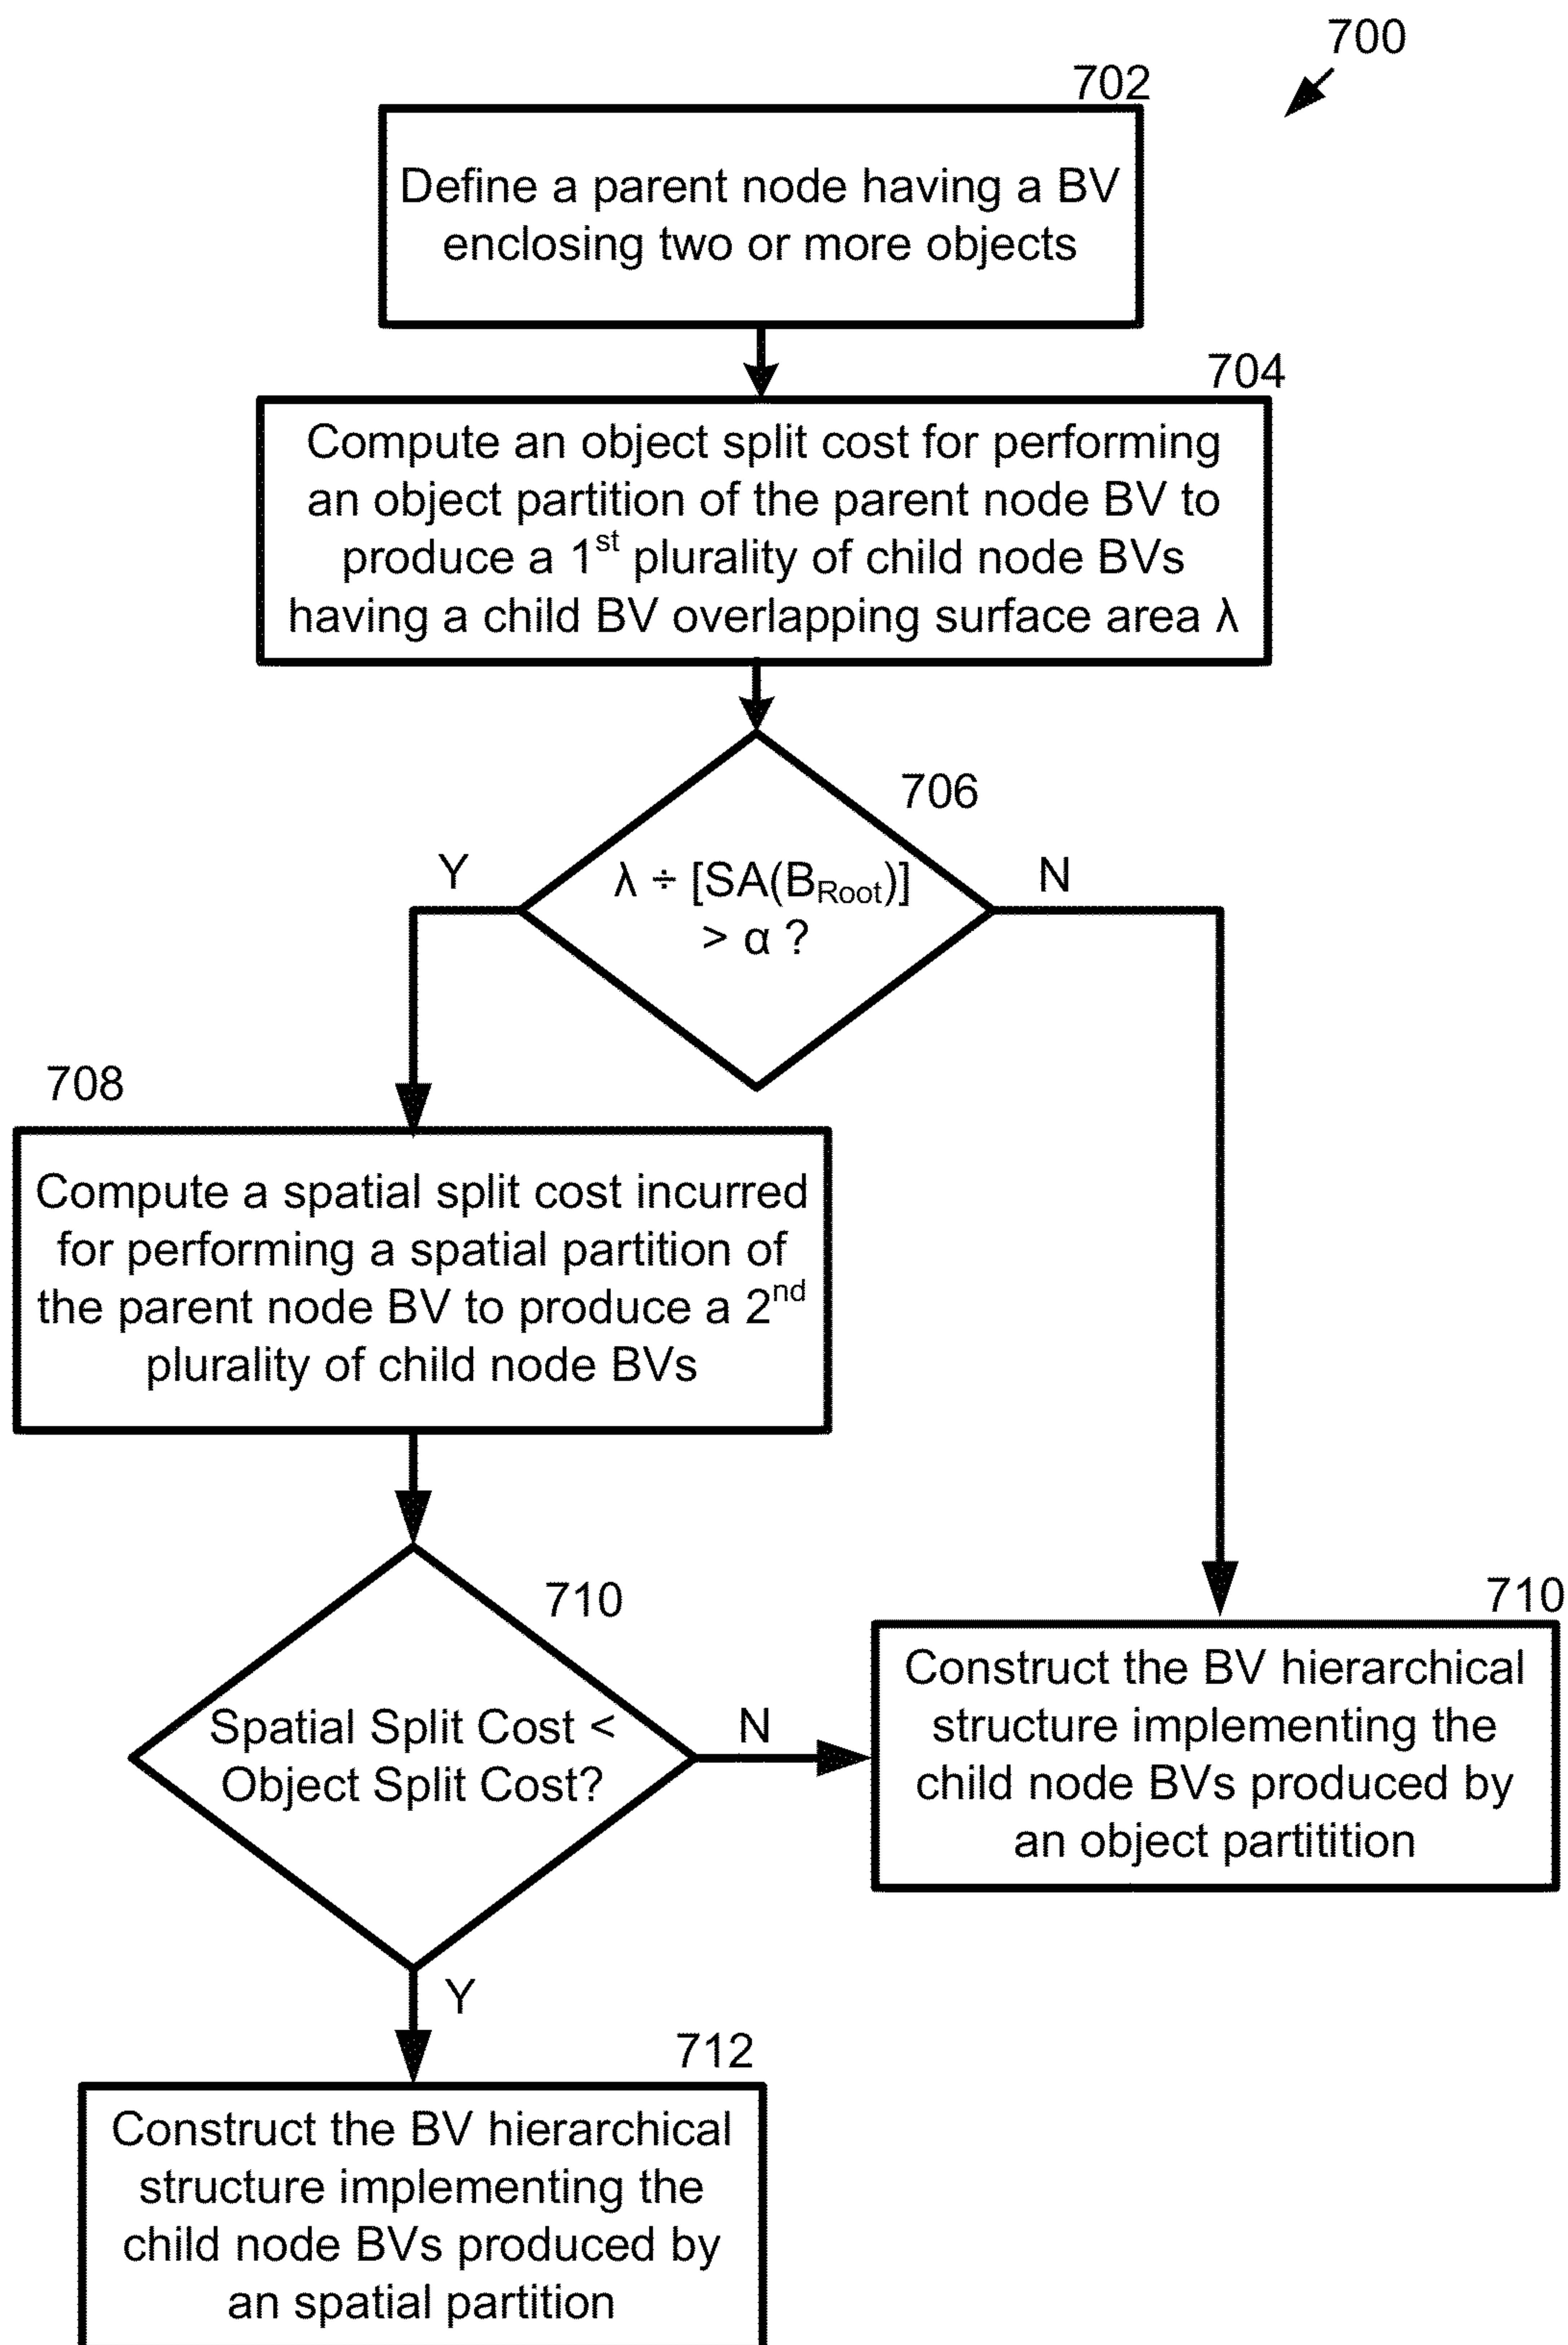 700
702
Define a parent node having a BV
enclosing two or more objects
704
Compute an object split cost for performing
an object partition of the parent node BV to
produce a 1st plurality of child node BVs
having a child BV overlapping surface area λ
706
λ ÷ [SA(BRoot)]
> α ?
Y
N
708
Compute a spatial split cost incurred
for performing a spatial partition of
the parent node BV to produce a 2nd
plurality of child node BVs
710
Spatial Split Cost <
Object Split Cost?
N
710
Construct the BV hierarchical
structure implementing the
child node BVs produced by
an object partitition
Y
712
Construct the BV hierarchical
structure implementing the
child node BVs produced by
an spatial partition